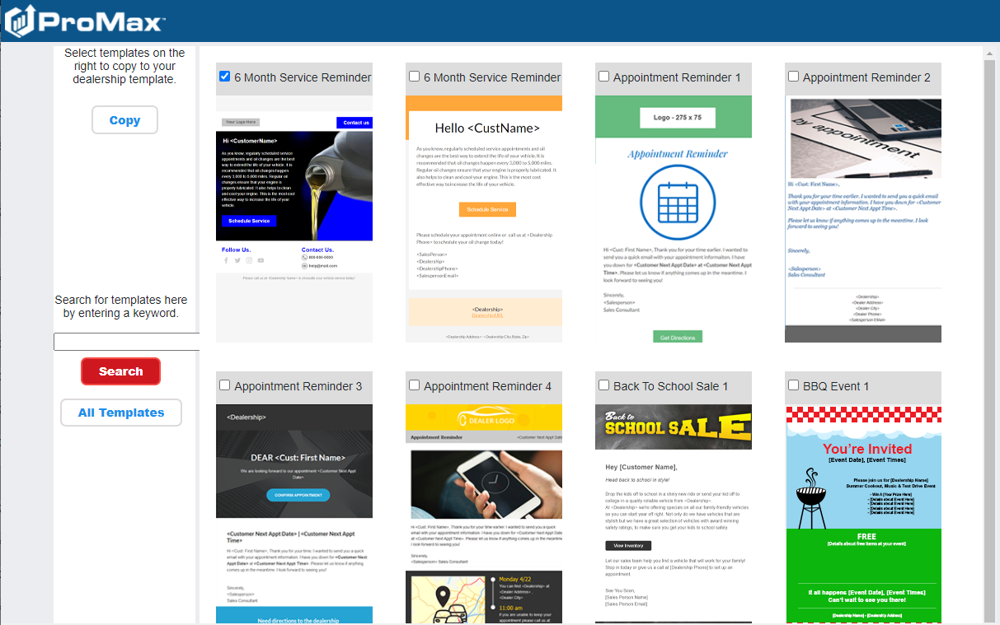 ProMax™
Select templates on the
right to copy to your
dealership template.
Copy
Search for templates here
by entering a keyword.
Search
All Templates
6 Month Service Reminder
Your Logo Here
Contact us
Hi <CustomerName>
As you know, regularly scheduled service
appointments and oil changes are the best
way to extend the life of your vehicle. It is
recommended that oil changes happen
every 3,000 to 5,000 miles. Regular oil
changes ensure that your engine is
properly lubricated. It also helps to clean
and cool your engine. This is the most cost
effective way to increase the life of your
vehicle.
Schedule Service
Follow Us.
Contact Us.
000-000-0000
help@mail.com
Please call us at <Dealership Name> to schedule your vehicle service today!
6 Month Service Reminder
Hello <CustName>
As you know, regularly scheduled service appointments and oil
changes are the best way to extend the life of your vehicle. It is
recommended that oil changes happen every 3,000 to 5,000 miles.
Regular oil changes ensure that your engine is properly lubricated. It
also helps to clean and cool your engine. This is the most cost
effective way to increase the life of your vehicle.
Schedule Service
Please schedule your appointment online or call us at <Dealership
Phone> to schedule your oil change today!
<SalesPerson>
<Dealership>
<DealershipPhone>
<SalespersonEmail>
<Dealership>
DealershipURL
<Dealership Address> · <Dealership City, State, Zip>
Appointment Reminder 1
Logo - 275 x 75
Appointment Reminder
Hi <Cust: First Name>, Thank you for your time earlier. I wanted to
send you a quick email with your appointment informaiton. I have
you down for <Customer Next Appt Date> at <Customer Next Appt
Time>. Please let us know if anything comes up in the meantime. I
look forward to seeing you!
Sincerely,
<Salesperson>
Sales Consultant
Get Directions
Appointment Reminder 2
by appointment
Hi <Cust: First Name>,
Thank you for your time earlier. I wanted to send you a quick email
with your appointment information. I have you down for <Customer
Next Appt Date> at <Customer Next Appt Time>.
Please let us know if anything comes up in the meantime. I look
forward to seeing you!
Sincerely,
<Salesperson>
Sales Consultant
<Dealership>
<Dealer Address>
<Dealer City>
<Dealer Phone>
<Salesperson EMail>
Appointment Reminder 3
<Dealership>
DEAR <Cust: First Name>
We are looking forward to our appointment <Customer Next Appt
Date>
CONFIRM APPOINTMENT
<Customer Next Appt Date> | <Customer Next Appt
Time>
Hi <Cust: First Name>, Thank you for your time. I wanted to send you a quick
email with your appointment information. I have you down for <Customer Next
Appt Date> at <Customer Next Appt Time>. Please let us know if anything
comes up in the meantime. I look forward to seeing you!
Sincerely,
<Salesperson>
Sales Consultant
Need directions to the dealership
Appointment Reminder 4
DEALER LOGO
Appointment Reminder
<Customer Next Appt Date>
Hi <Cust: First Name>, Thank you for your time earlier. I wanted to send you a quick email
with your appointment information. I have you down for <Customer Next Appt Date>
at <Customer Next Appt Time>. Please let us know if anything comes up in the meantime. I
look forward to seeing you!
Sincerely,
<Salesperson> Sales Consultant
Monday 4/22
You can find <Dealership> at
<Dealer Address> ,
<Dealer City>
11:00 am
If you are unable to keep your
appointment please call us at
Back To School Sale 1
Back to
SCHOOL SALE
Hey [Customer Name],
Head back to school in style!
Drop the kids off to school in a shiny new ride or send your kid off to
college in a quality reliable vehicle from <Dealership>.
At <Dealership> we're offering specials on all our family-friendly vehicles
so you can start your year off right. Not only do we have vehicles that are
stylish but we have a great selection of vehicles with award winning
safety ratings, to make sure you get your kids to school safely
View Inventory
Let our sales team help you find a vehicle that will work for your family!
Stop in today or give us a call at [Dealership Phone] to set up an
appointment.
See You Soon,
[Sales Person Name]
[Sales Person Email]
BBQ Event 1
You're Invited
[Event Date], [Event Times]
Please join us for [Dealership Name]
Summer Cookout, Music & Test Drive Event
- Win A [Your Prize Here]
- [Details about Event Here]
- [Details about Event Here]
- [Details about Event Here]
- [Details about Event Here]
FREE
[Details about free items at your event]
It all happens [Event Date], [Event Times]
Can't wait to see you there!
[Dealership Name] - [Dealership Address]